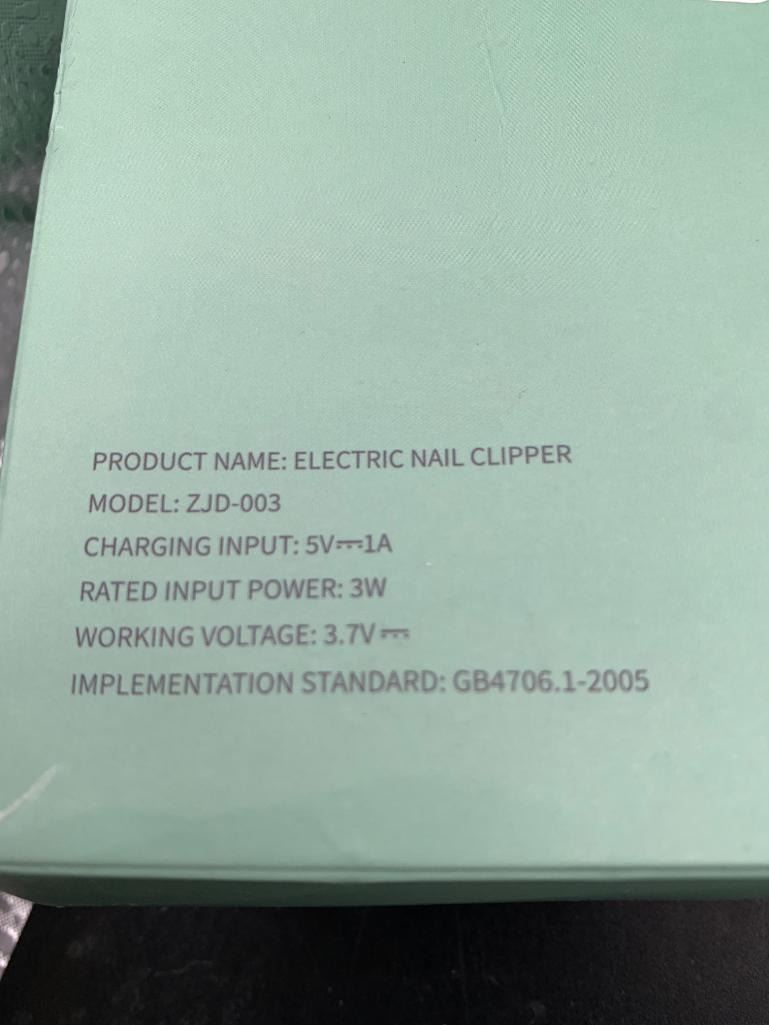 PRODUCT NAME: ELECTRIC NAIL CLIPPER
MODEL: ZJD-003
CHARGING INPUT: 5V⎓1A
RATED INPUT POWER: 3W
WORKING VOLTAGE: 3.7V⎓
IMPLEMENTATION STANDARD: GB4706.1-2005